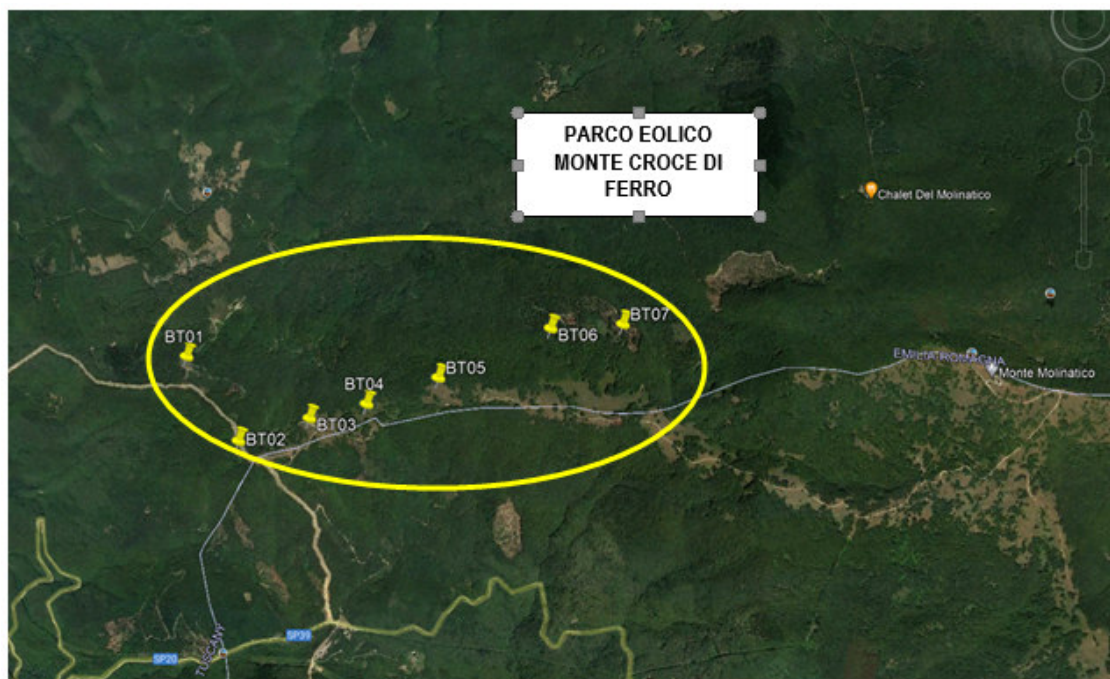 PARCO EOLICO
MONTE CROCE DI
FERRO
Chalet Del Molinatico
BT01
BT06
BT07
BT05
BT04
BT03
BT02
EMILIA ROMAGNA
Monte Molinatico
TUSCANY
SP39
SP20